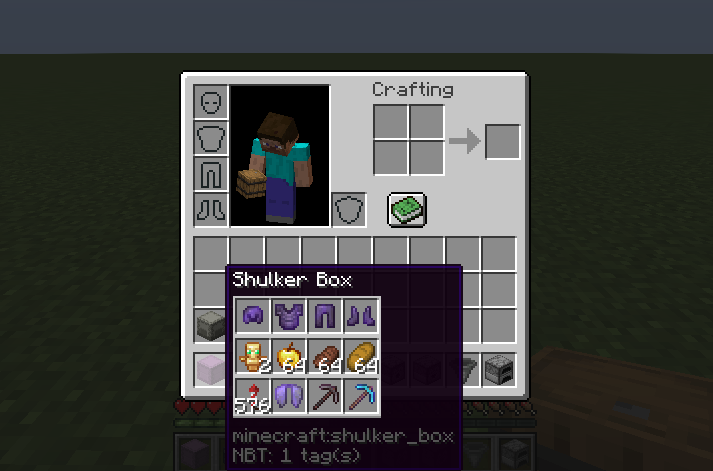 Crafting
Shulker Box
2
64
64
64
576
minecraft:shulker_box
NBT: 1 tag(s)